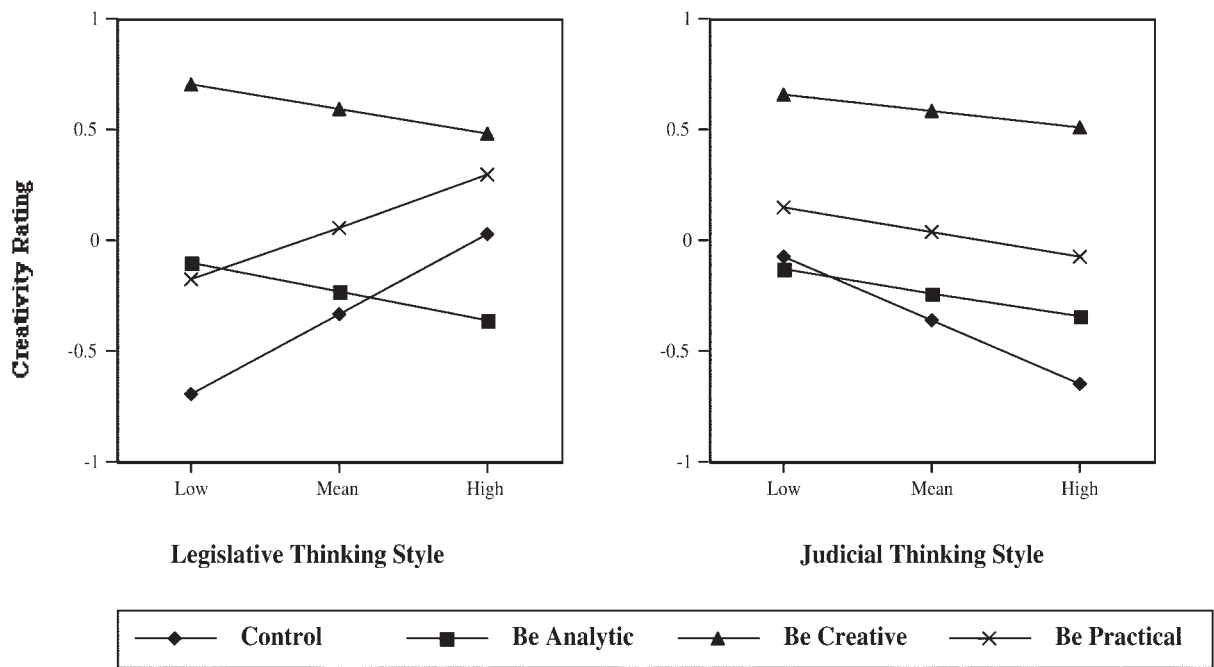 Creativity Rating
1
0.5
0
-0.5
-1
Low Mean High
Legislative Thinking Style
1
0.5
0
-0.5
-1
Low Mean High
Judicial Thinking Style
Control Be Analytic Be Creative Be Practical